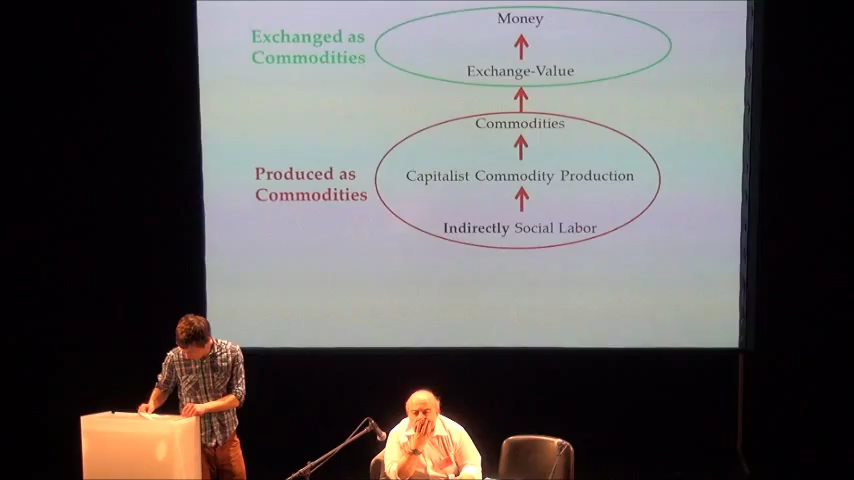 Money
Exchanged as
Commodities
Exchange-Value
Commodities
Produced as
Commodities
Capitalist Commodity Production
Indirectly Social Labor